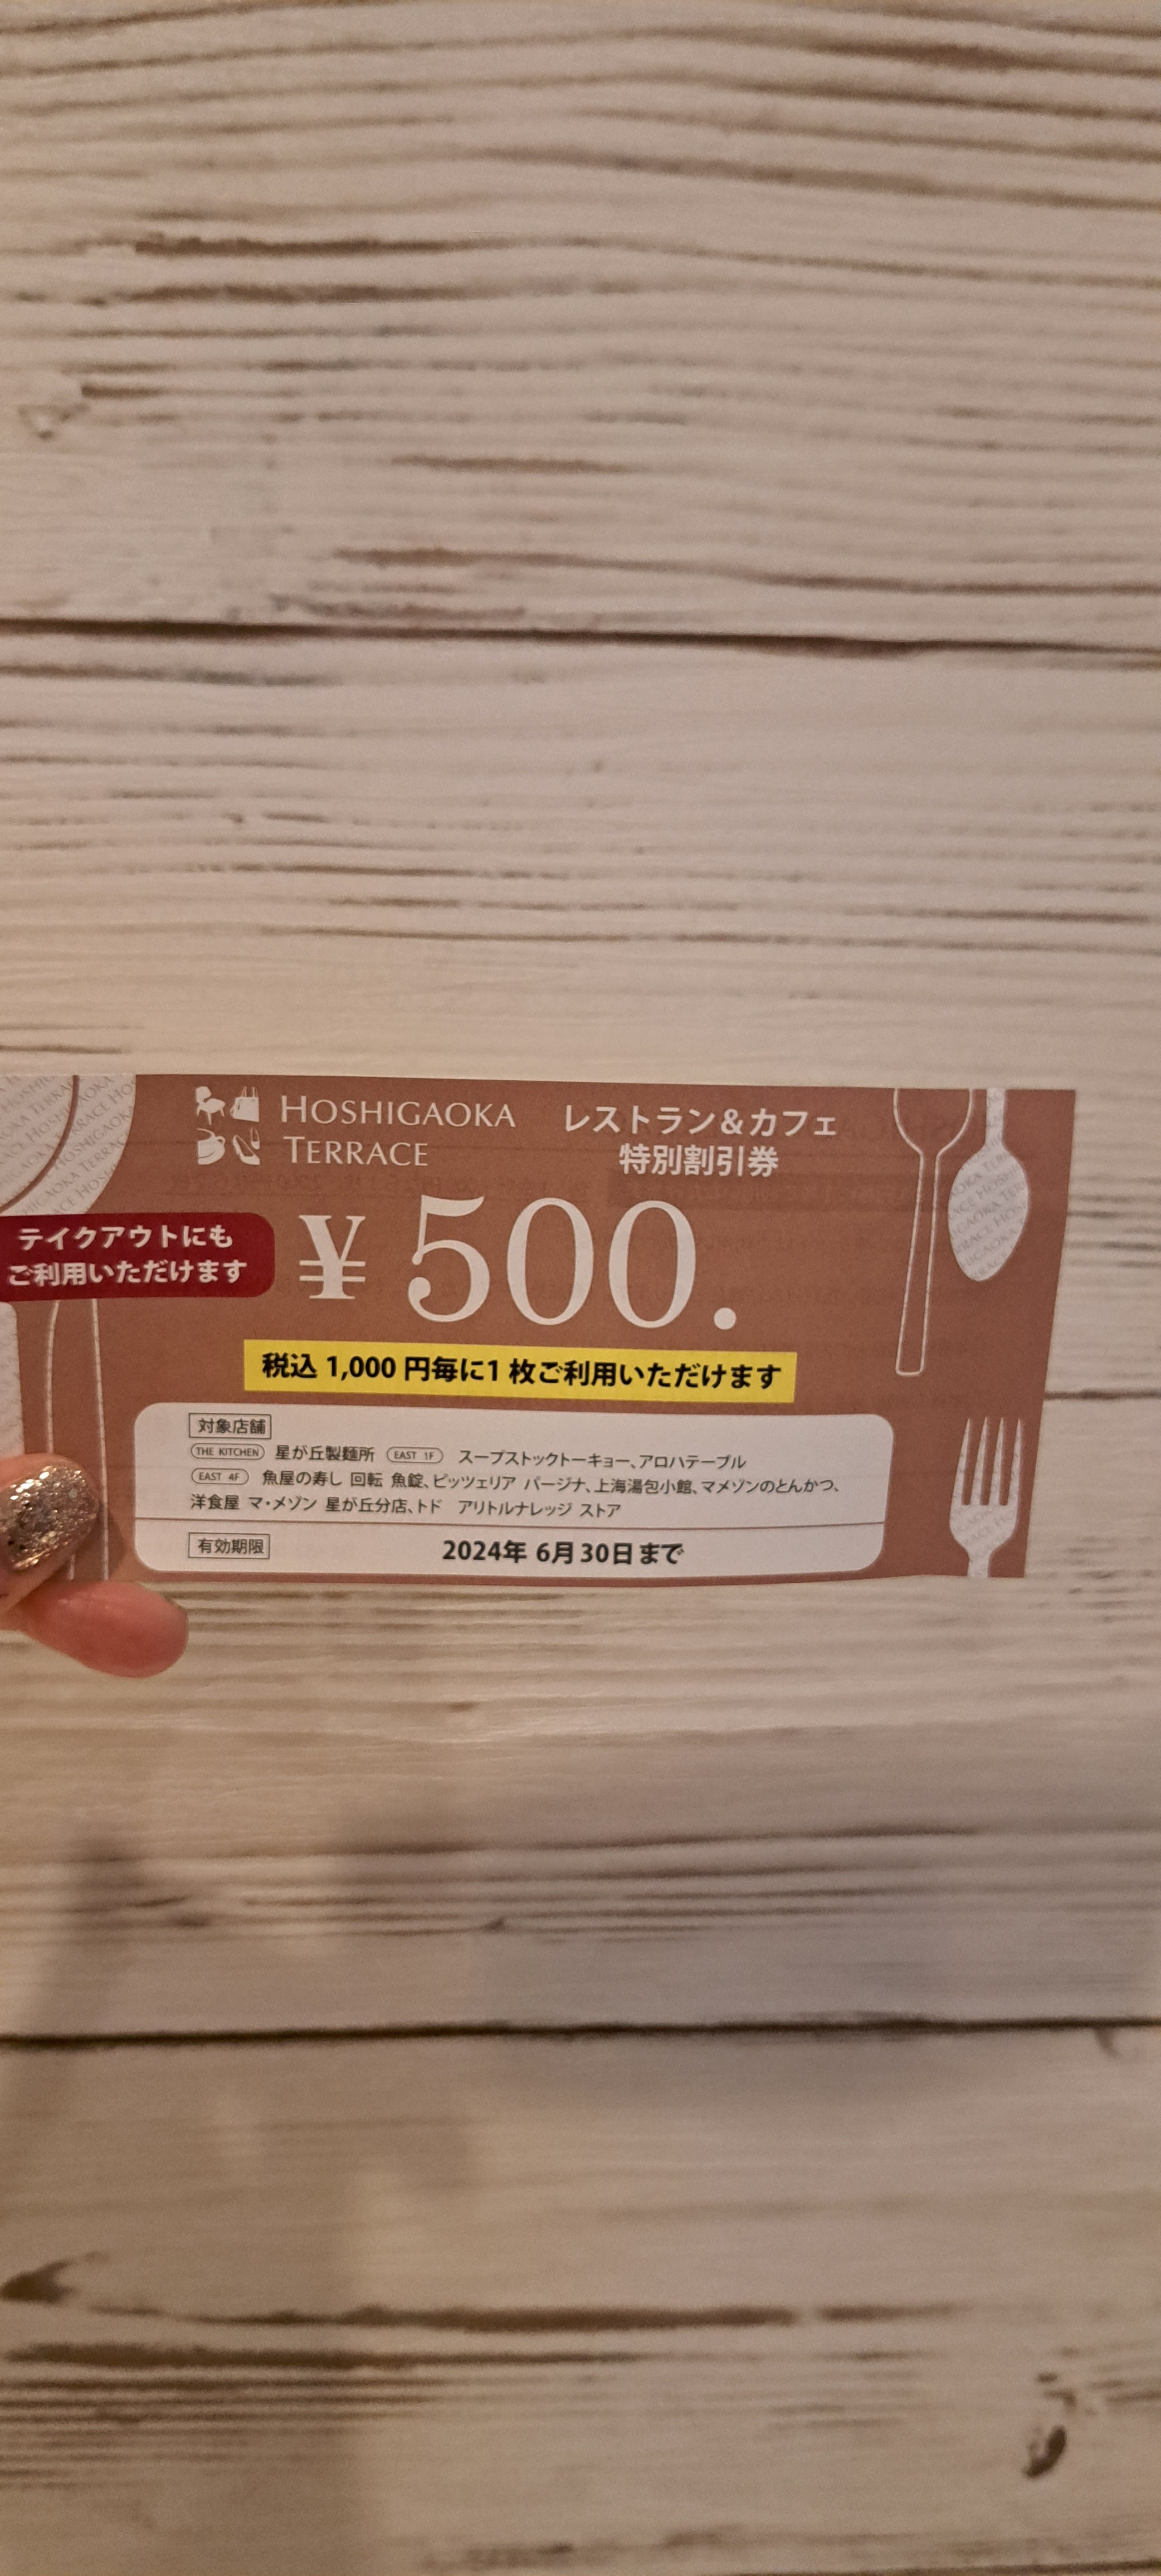 HOSHIGAOKA
TERRACE
レストラン＆カフェ
特別割引券
テイクアウトにも
ご利用いただけます
¥500.
税込 1,000 円毎に1 枚ご利用いただけます
対象店舗
THE KITCHEN 星が丘製麺所 EAST 1F スープストックトーキョー、アロハテーブル
EAST 4F 魚屋の寿し 回転 魚錠、ピッツェリア バージナ、上海湯包小館、マメゾンのとんかつ、
洋食屋 マ・メゾン 星が丘分店、トド アリトルナレッジ ストア
有効期限 2024年 6月30日まで